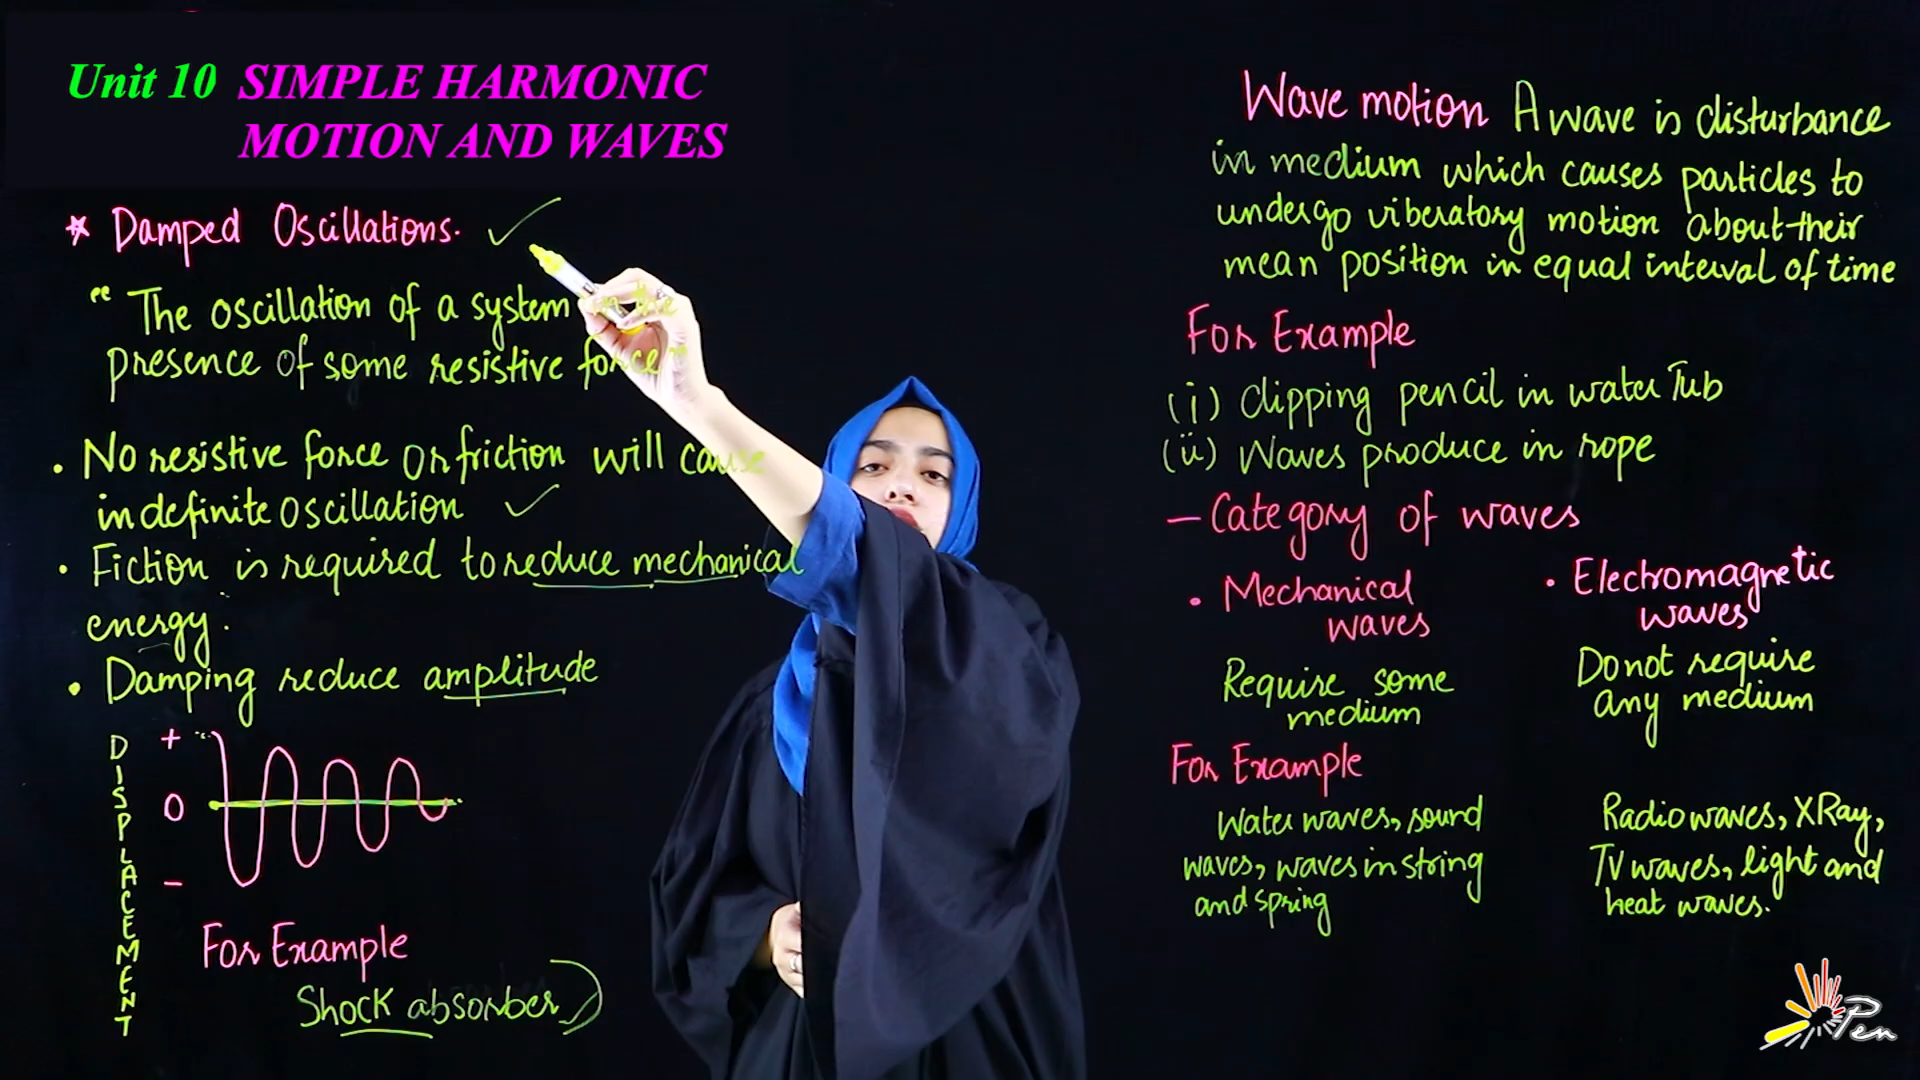 Unit 10 SIMPLE HARMONIC
MOTION AND WAVES
* Damped Oscillations.
" The oscillation of a system in the
presence of some resistive force"
. No resistive force or friction will cause
indefinite oscillation
. Fiction is required to reduce mechanical
energy.
. Damping reduce amplitude
DISPLACEMENT
+
0
-
For Example
Shock absorber
Wave motion A wave is disturbance
in medium which causes particles to
undergo viberatory motion about their
mean position in equal interval of time
For Example
(i) Clipping pencil in water Tub
(ii) Waves produce in rope
- Category of waves
. Mechanical
waves
Require some
medium
. Electromagnetic
waves
Do not require
any medium
For Example
Water waves, sound
waves, waves in string
and spring
Radio waves, X Ray,
TV waves, light and
heat waves.
Pen